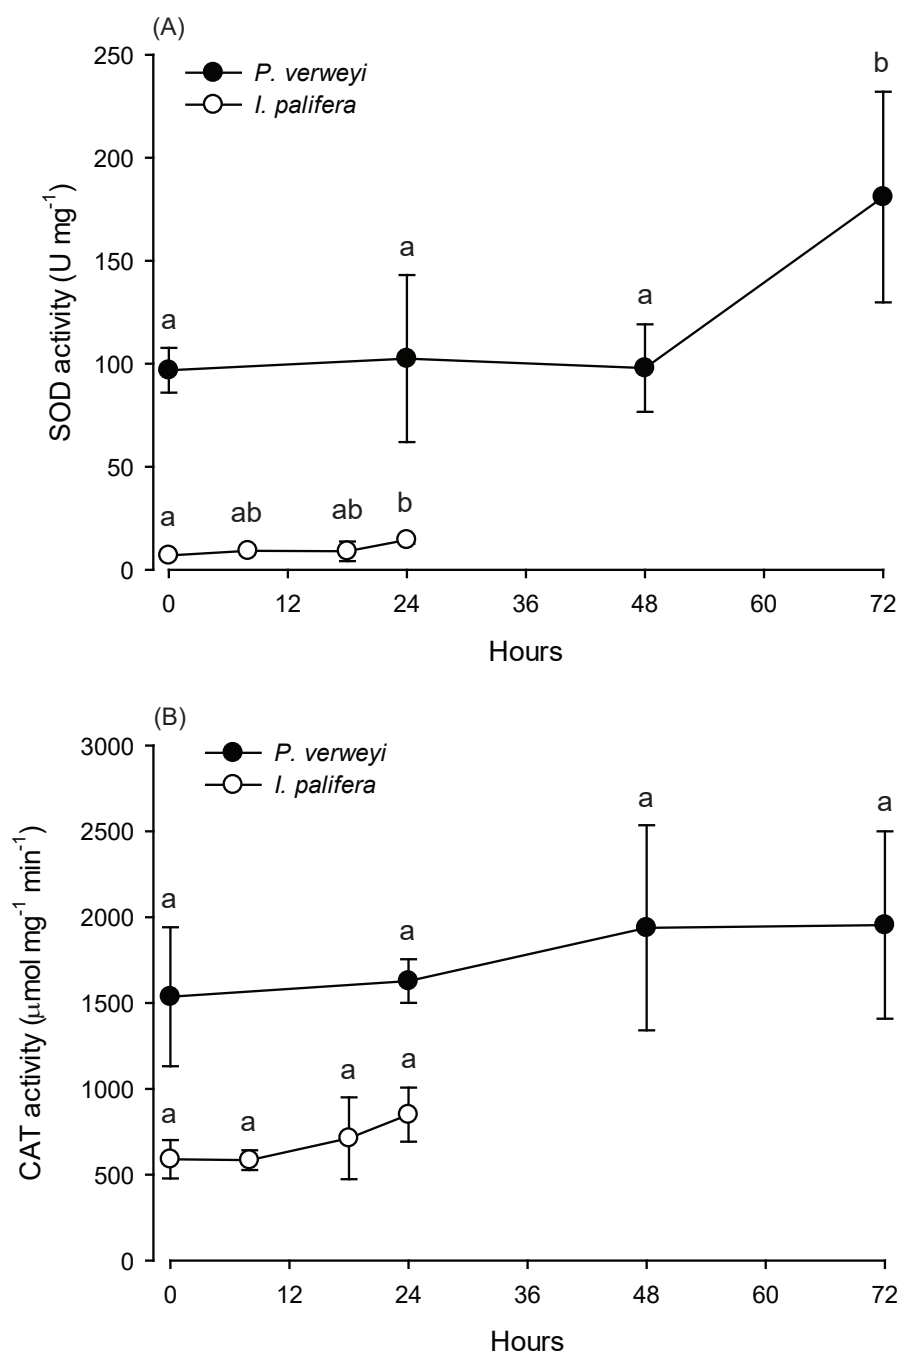 (A)
250
200
150
100
50
0
SOD activity (U mg⁻¹)
P. verweyi
I. palifera
a
a
a
b
a
ab
ab
b
0 12 24 36 48 60 72
Hours
(B)
3000
2500
2000
1500
1000
500
0
CAT activity (μmol mg⁻¹ min⁻¹)
P. verweyi
I. palifera
a
a
a
a
a
a
a
a
0 12 24 36 48 60 72
Hours